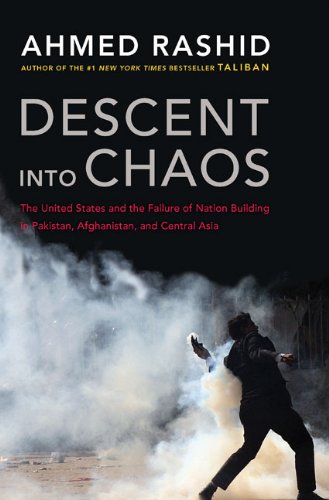 AHMED RASHID
AUTHOR OF THE #1 NEW YORK TIMES BESTSELLER TALIBAN
DESCENT
INTO CHAOS
The United States and the Failure of Nation Building
in Pakistan, Afghanistan, and Central Asia